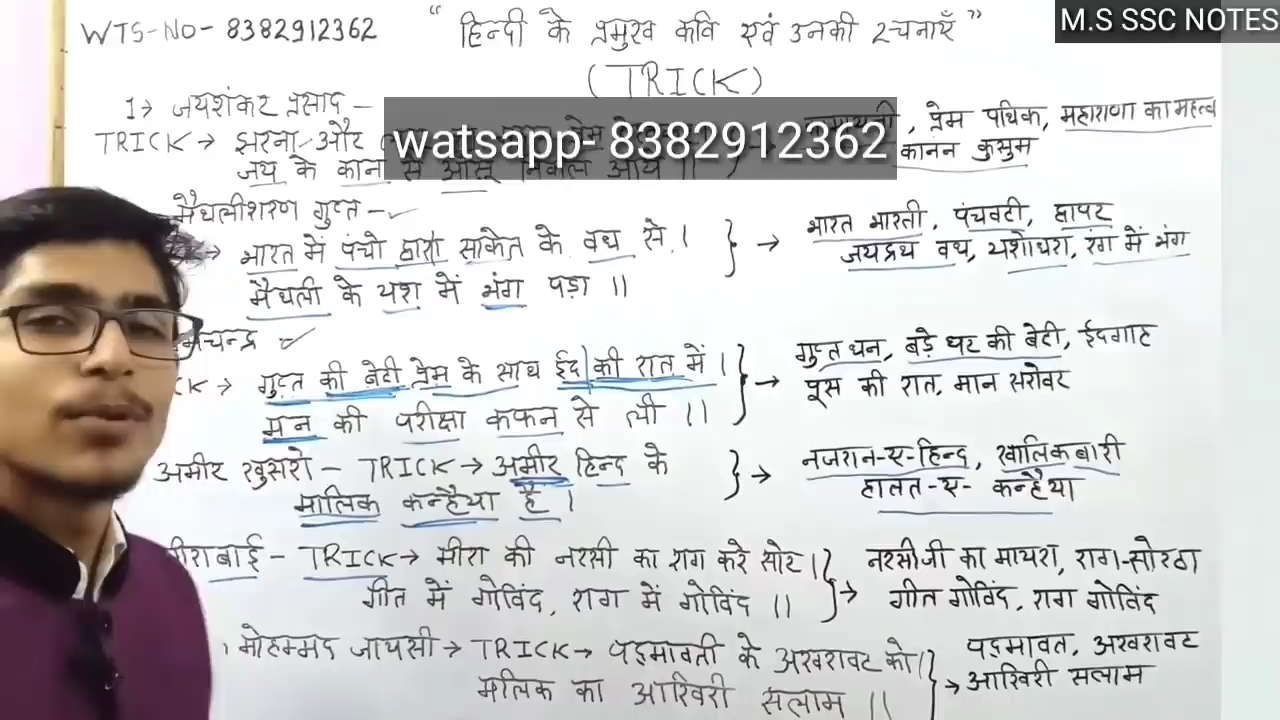 M.S SSC NOTES
WTS-NO- 8382912362
“हिन्दी के प्रमुख कवि एवं उनकी रचनाएँ”
(TRICK)
1→ जयशंकर प्रसाद -
TRICK → झरना और
जय के कान से आँसू निकल आये ||
प्रेम पथिक, महाराणा का महत्व
कानन कुसुम
watsapp- 8382912362
मैथलीशरण गुप्त -
→ भारत में पंचो द्वारा साकेत के वध से |
मैथली के यश में भंग पड़ा ||
→ भारत भारती, पंचवटी, द्वापर
जयद्रथ वध, यशोधरा, रंग में भंग
मचन्द्र
CK → गुप्त की बेटी प्रेम के साथ ईद की रात में |
मन की परीक्षा कफन से ली ||
→ गुप्त धन, बड़े घर की बेटी, ईदगाह
पूस की रात, मान सरोवर
अमीर खुसरो - TRICK → अमीर हिन्द के
मालिक कन्हैया है |
→ नजरान-ए-हिन्द, खालिकबारी
हालत-ए- कन्हैया
मीराबाई - TRICK → मीरा की नरसी का राग करे सोर |
गीत में गोविंद, राग में गोविंद ||
→ नरसीजी का मायरा, राग-सोरठा
गीत गोविंद, राग गोविंद
मोहम्मद जायसी → TRICK → पदमावती के अखरावट को |
मलिक का आखिरी सलाम ||
→ पदमावत, अखरावट
आखिरी सलाम